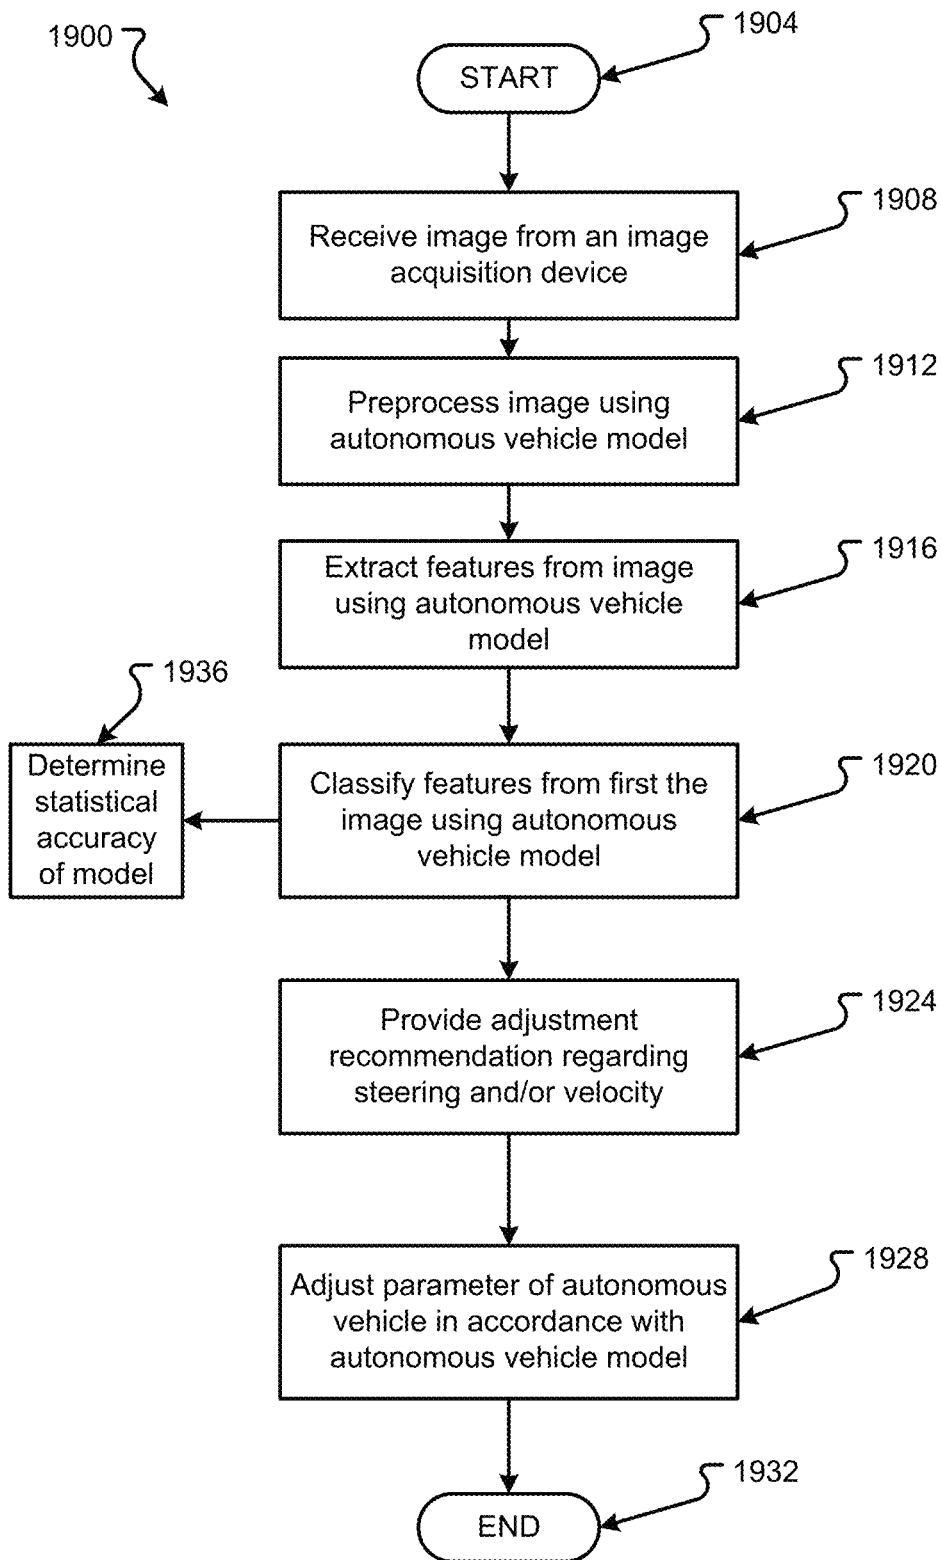 1900
START
1904
Receive image from an image
acquisition device
1908
Preprocess image using
autonomous vehicle model
1912
Extract features from image
using autonomous vehicle
model
1916
1936
Determine
statistical
accuracy
of model
Classify features from first the
image using autonomous
vehicle model
1920
Provide adjustment
recommendation regarding
steering and/or velocity
1924
Adjust parameter of autonomous
vehicle in accordance with
autonomous vehicle model
1928
END
1932